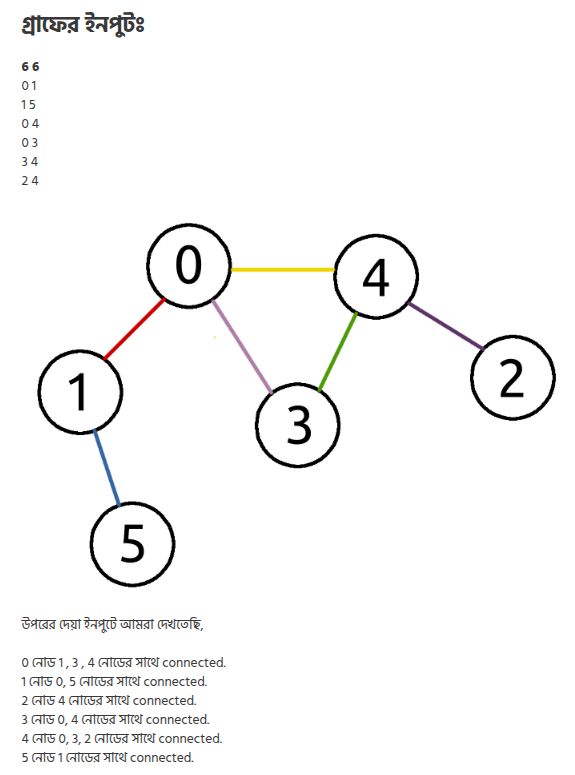 গ্রাফের ইনপুটঃ
6 6
0 1
1 5
0 4
0 3
3 4
2 4
0
4
1
2
3
5
উপরের দেয়া ইনপুটে আমরা দেখতেছি,
0 নোড 1 , 3 , 4 নোডের সাথে connected.
1 নোড 0, 5 নোডের সাথে connected.
2 নোড 4 নোডের সাথে connected.
3 নোড 0, 4 নোডের সাথে connected.
4 নোড 0, 3, 2 নোডের সাথে connected.
5 নোড 1 নোডের সাথে connected.